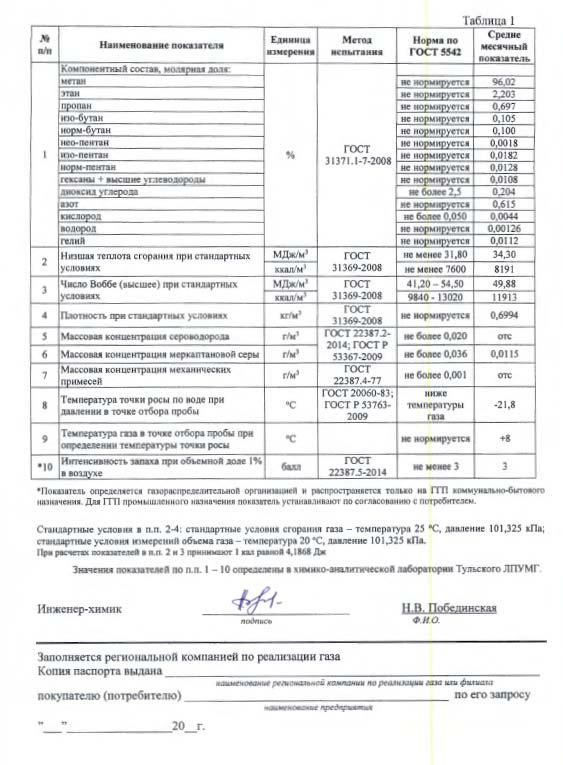 Таблица 1
№ п/п Наименование показателя Единица измерения Метод испытания Норма по ГОСТ 5542 Средне месячный показатель
1 Компонентный состав, молярная доля: % ГОСТ 31371.1-7-2008
метан не нормируется 96,02
этан не нормируется 2,203
пропан не нормируется 0,697
изо-бутан не нормируется 0,105
норм-бутан не нормируется 0,100
нео-пентан не нормируется 0,0018
изо-пентан не нормируется 0,0182
норм-пентан не нормируется 0,0128
гексаны + высшие углеводороды не нормируется 0,0108
диоксид углерода не более 2,5 0,204
азот не нормируется 0,615
кислород не более 0,050 0,0044
водород не нормируется 0,00126
гелий не нормируется 0,0112
2 Низшая теплота сгорания при стандартных условиях МДж/м³ ГОСТ 31369-2008 не менее 31,80 34,30
ккал/м³ не менее 7600 8191
3 Число Воббе (высшее) при стандартных условиях МДж/м³ ГОСТ 31369-2008 41,20 – 54,50 49,88
ккал/м³ 9840 - 13020 11913
4 Плотность при стандартных условиях кг/м³ ГОСТ 31369-2008 не нормируется 0,6994
5 Массовая концентрация сероводорода г/м³ ГОСТ 22387.2-2014; ГОСТ Р 53367-2009 не более 0,020 отс
6 Массовая концентрация меркаптановой серы г/м³ не более 0,036 0,0115
7 Массовая концентрация механических примесей г/м³ ГОСТ 22387.4-77 не более 0,001 отс
8 Температура точки росы по воде при давлении в точке отбора пробы °С ГОСТ 20060-83; ГОСТ Р 53763-2009 ниже температуры газа -21,8
9 Температура газа в точке отбора пробы при определении температуры точки росы °С не нормируется +8
*10 Интенсивность запаха при объемной доле 1% в воздухе балл ГОСТ 22387.5-2014 не менее 3 3
*Показатель определяется газораспределительной организацией и распространяется только на ГГП коммунально-бытового
назначения. Для ГГП промышленного назначения показатель устанавливают по согласованию с потребителем.
Стандартные условия в п.п. 2-4: стандартные условия сгорания газа – температура 25 °С, давление 101,325 кПа;
стандартные условия измерений объема газа – температура 20 °С, давление 101,325 кПа.
При расчетах показателей в п.п. 2 и 3 принимают 1 кал равной 4,1868 Дж
Значения показателей по п.п. 1 – 10 определены в химико-аналитической лаборатории Тульского ЛПУМГ.
Инженер-химик Н.В. Побединская
подпись Ф.И.О.
Заполняется региональной компанией по реализации газа
Копия паспорта выдана
наименование региональной компании по реализации газа или филиала
покупателю (потребителю) по его запросу
наименование предприятия
"___"___________________20__г.